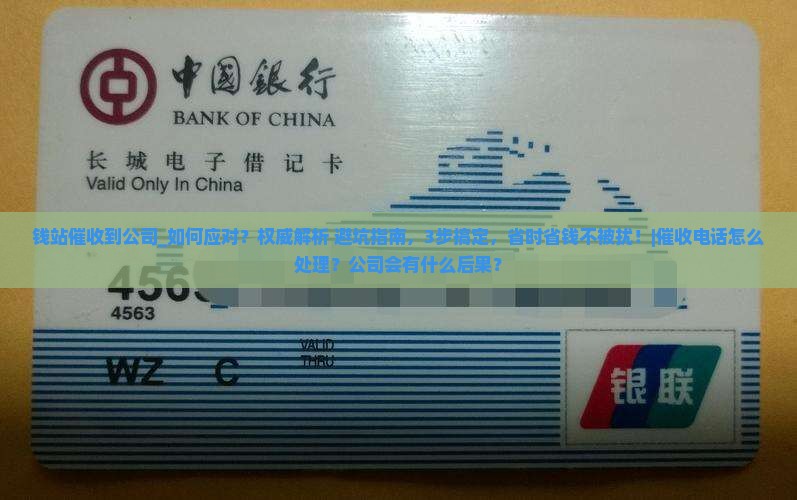 中國銀行
BANK OF CHINA
长城电子借记卡
Valid Only In China
钱站催收到公司_如何应对？权威解析 避坑指南，3步搞定，省时省钱不被扰！|催收电话怎么
处理？公司会有什么后果？
456
4563
VALID
THRU
WZ C
银联